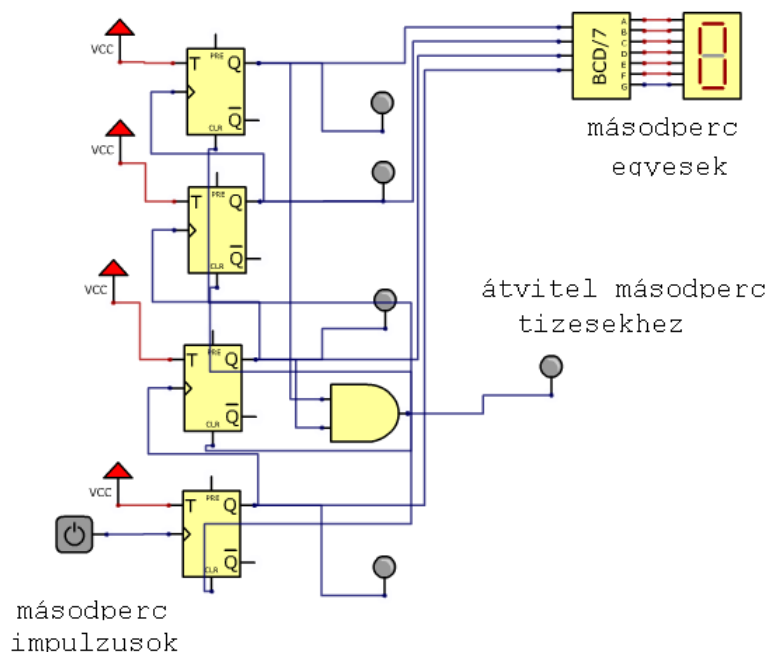 VCC
PRE
T Q
Q
CLR
BCD/7
A
B
C
D
E
F
G
másodperc
egyesek
VCC
PRE
T Q
Q
CLR
VCC
PRE
T Q
Q
CLR
átvitel másodperc
tizesekhez
VCC
PRE
T Q
Q
CLR
másodperc
impulzusok